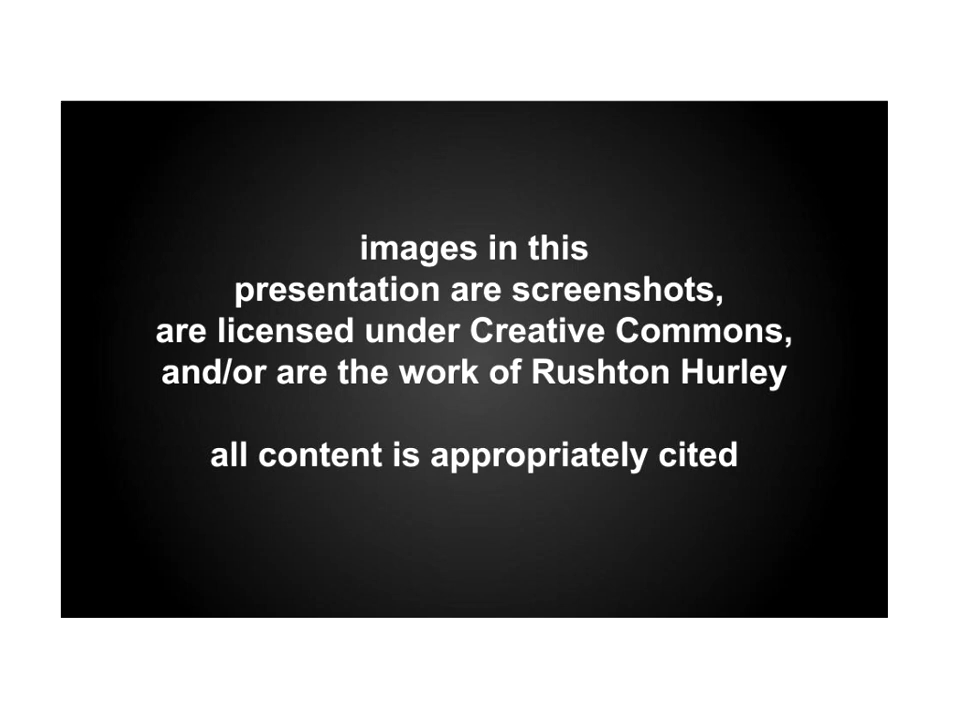 images in this
presentation are screenshots,
are licensed under Creative Commons,
and/or are the work of Rushton Hurley
all content is appropriately cited